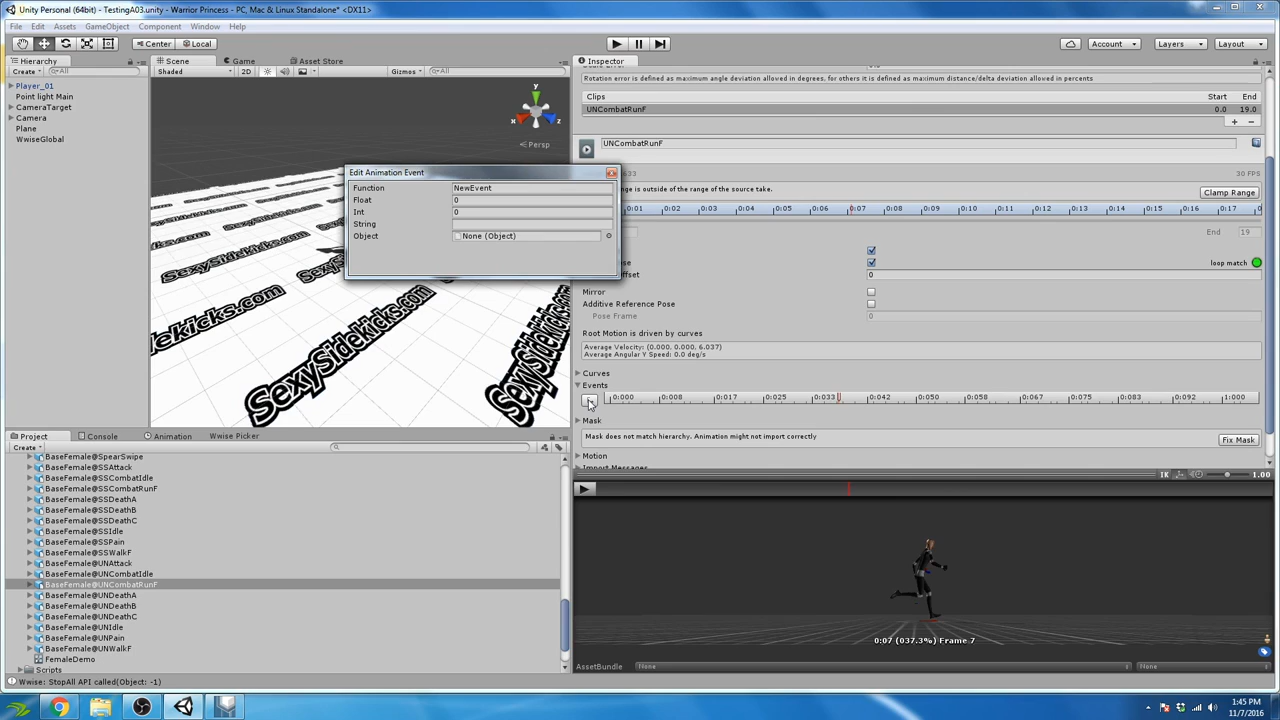 Unity Personal (64bit) - TestingA03.unity - Warrior Princess - PC, Mac & Linux Standalone* <DX11>
File Edit Assets GameObject Component Window Help
Center Local Account Layers Layout
Hierarchy
Create All
Player_01
Point light Main
CameraTarget
Camera
Plane
WwiseGlobal
Scene Game Asset Store
Shaded 2D Gizmos All
y
x
z
Persp
SexySidekicks.com
SexySidekicks.com
Edit Animation Event
Function NewEvent
Float 0
Int 0
String
Object None (Object)
Inspector
Rotation error is defined as maximum angle deviation allowed in degrees, for others it is defined as maximum distance/delta deviation allowed in percents
Clips Start End
UNCombatRunF 0.0 19.0
UNCombatRunF
30 FPS
range is outside of the range of the source take.
Clamp Range
0:01 0:02 0:03 0:04 0:05 0:06 0:07 0:08 0:09 0:10 0:11 0:12 0:13 0:14 0:15 0:16 0:17
End 19
loop match
0
Mirror
Additive Reference Pose
Pose Frame 0
Root Motion is driven by curves
Average Velocity: (0.000, 0.000, 6.037)
Average Angular Y Speed: 0.0 deg/s
Curves
Events
0:000 0:008 0:017 0:025 0:033 0:042 0:050 0:058 0:067 0:075 0:083 0:092 1:000
Mask
Mask does not match hierarchy. Animation might not import correctly
Fix Mask
Motion
Import Messages
IK 1.00
0:07 (037.3%) Frame 7
AssetBundle None None
Project Console Animation Wwise Picker
Create
BaseFemale@SpearSwipe
BaseFemale@SSAttack
BaseFemale@SSCombatIdle
BaseFemale@SSCombatRunF
BaseFemale@SSDeathA
BaseFemale@SSDeathB
BaseFemale@SSDeathC
BaseFemale@SSIdle
BaseFemale@SSPain
BaseFemale@SSWalkF
BaseFemale@UNAttack
BaseFemale@UNCombatIdle
BaseFemale@UNCombatRunF
BaseFemale@UNDeathA
BaseFemale@UNDeathB
BaseFemale@UNDeathC
BaseFemale@UNIdle
BaseFemale@UNPain
BaseFemale@UNWalkF
FemaleDemo
Scripts
Wwise: StopAll API called(Object: -1)
1:45 PM
11/7/2016